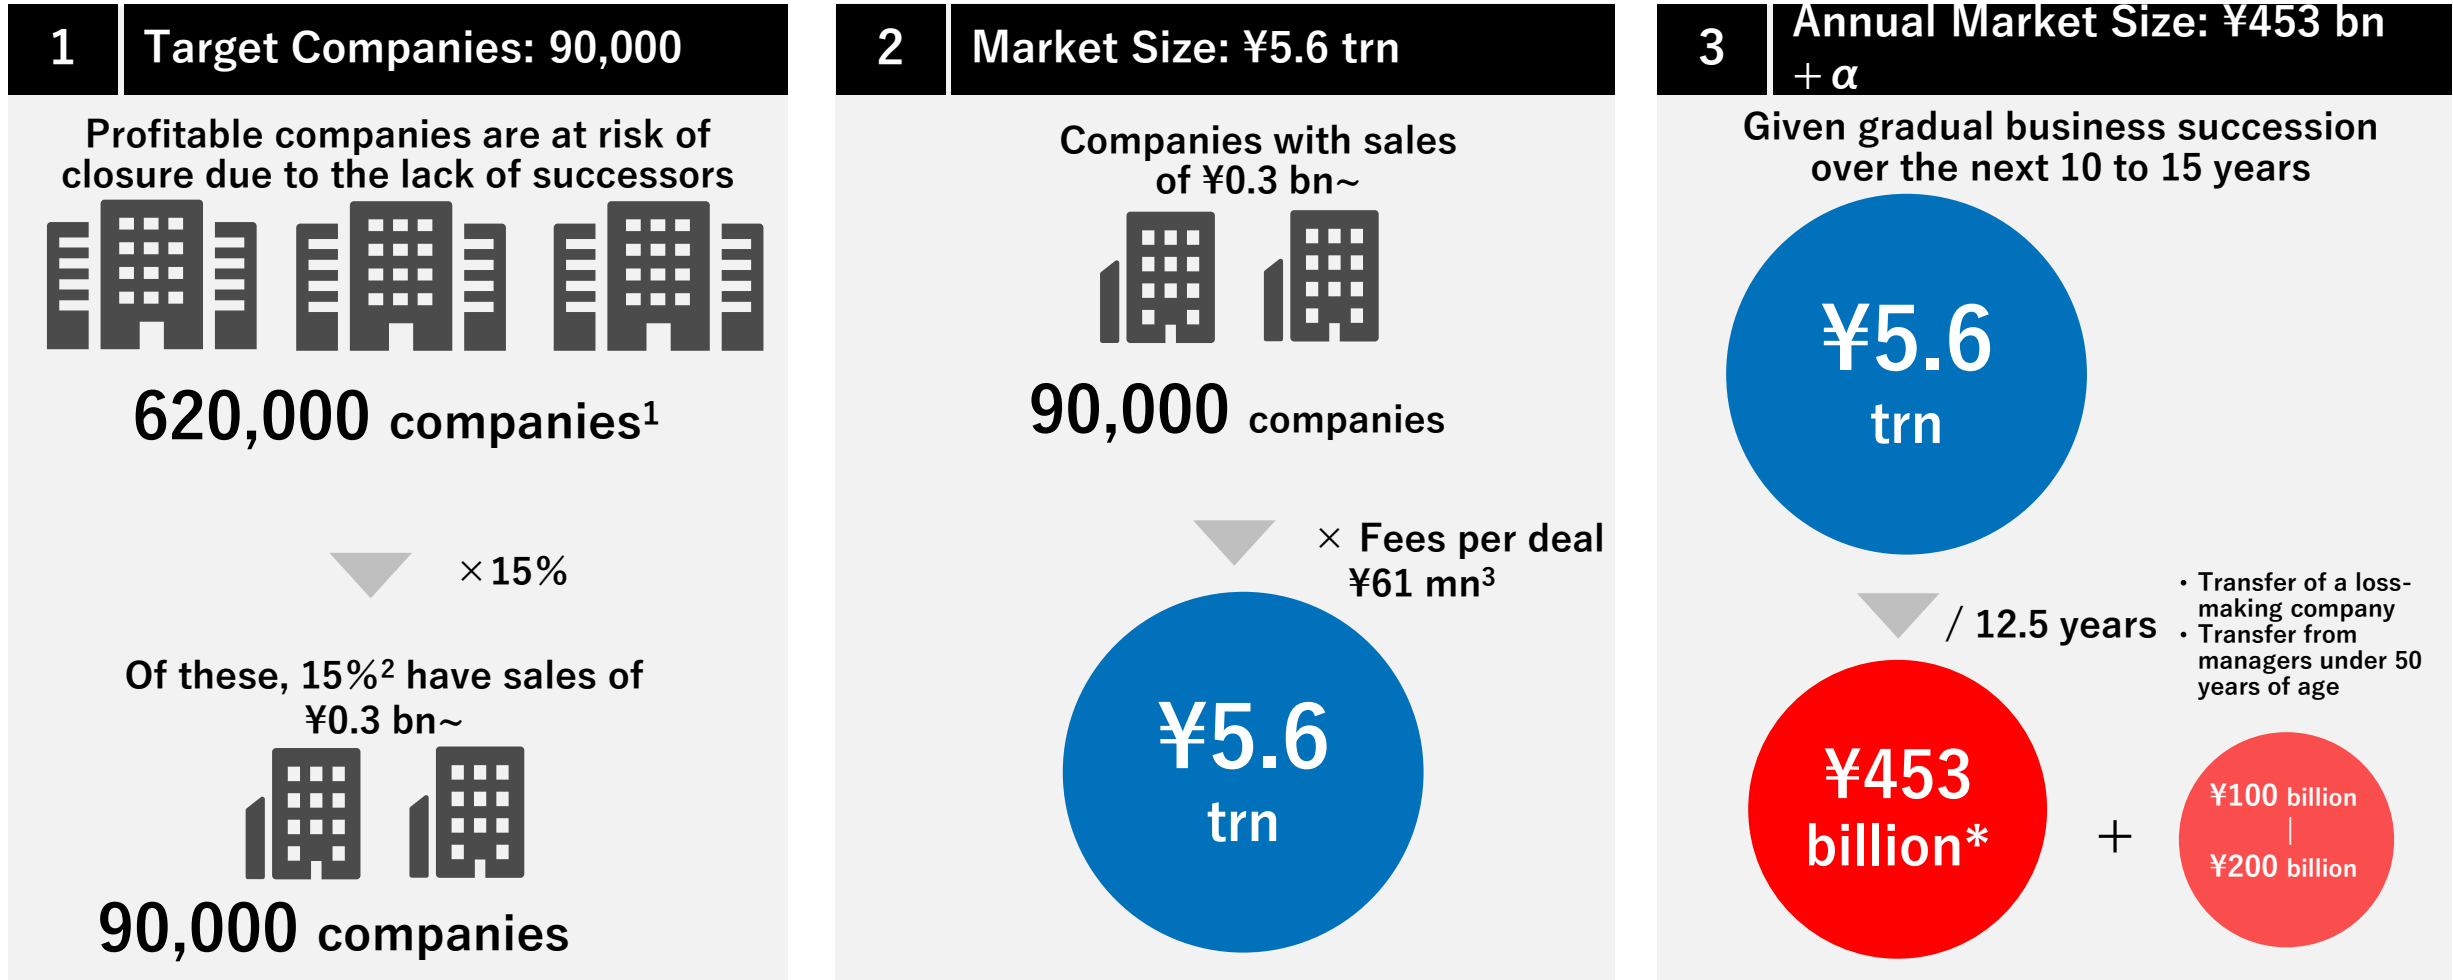 1
Target Companies: 90,000
Profitable companies are at risk of
closure due to the lack of successors
620,000 companies¹
×15%
Of these, 15%² have sales of
¥0.3 bn~
90,000 companies
2
Market Size: ¥5.6 trn
Companies with sales
of ¥0.3 bn~
90,000 companies
× Fees per deal
¥61 mn³
¥5.6
trn
3
Annual Market Size: ¥453 bn
+α
Given gradual business succession
over the next 10 to 15 years
¥5.6
trn
/ 12.5 years
・Transfer of a loss-
making company
・Transfer from
managers under 50
years of age
¥453
billion*
+
¥100 billion
|
¥200 billion